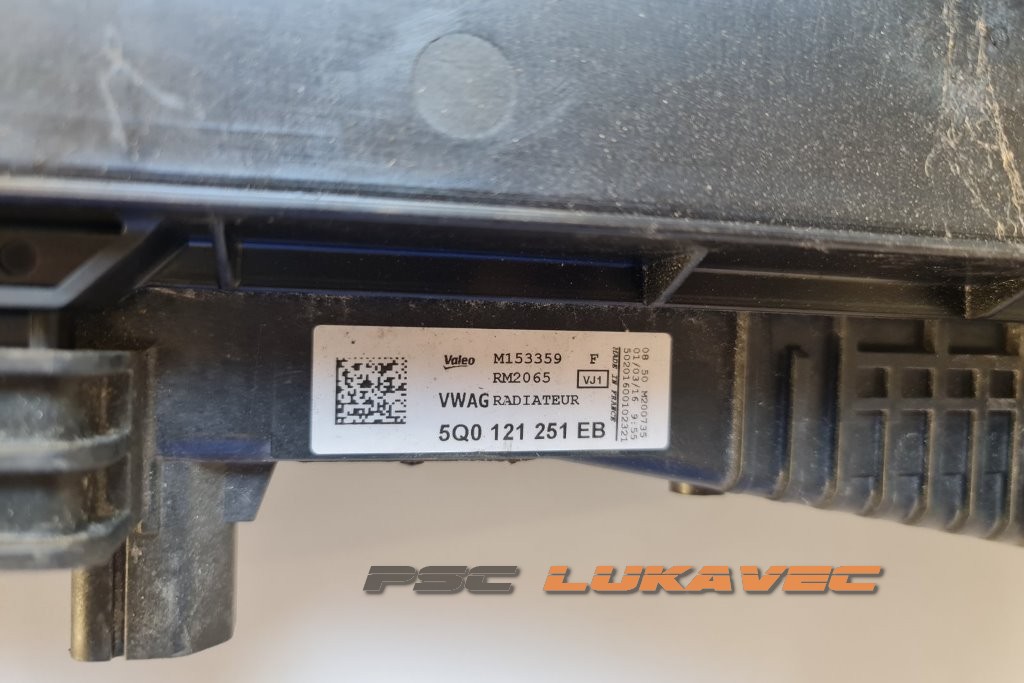 Valeo M153359 F
RM2065 VJ1
VWAG RADIATEUR
5Q0 121 251 EB
MADE IN FRANCE
50201600102321
01/03/16 9:55
08 50 M200735
PSC LUKAVEC